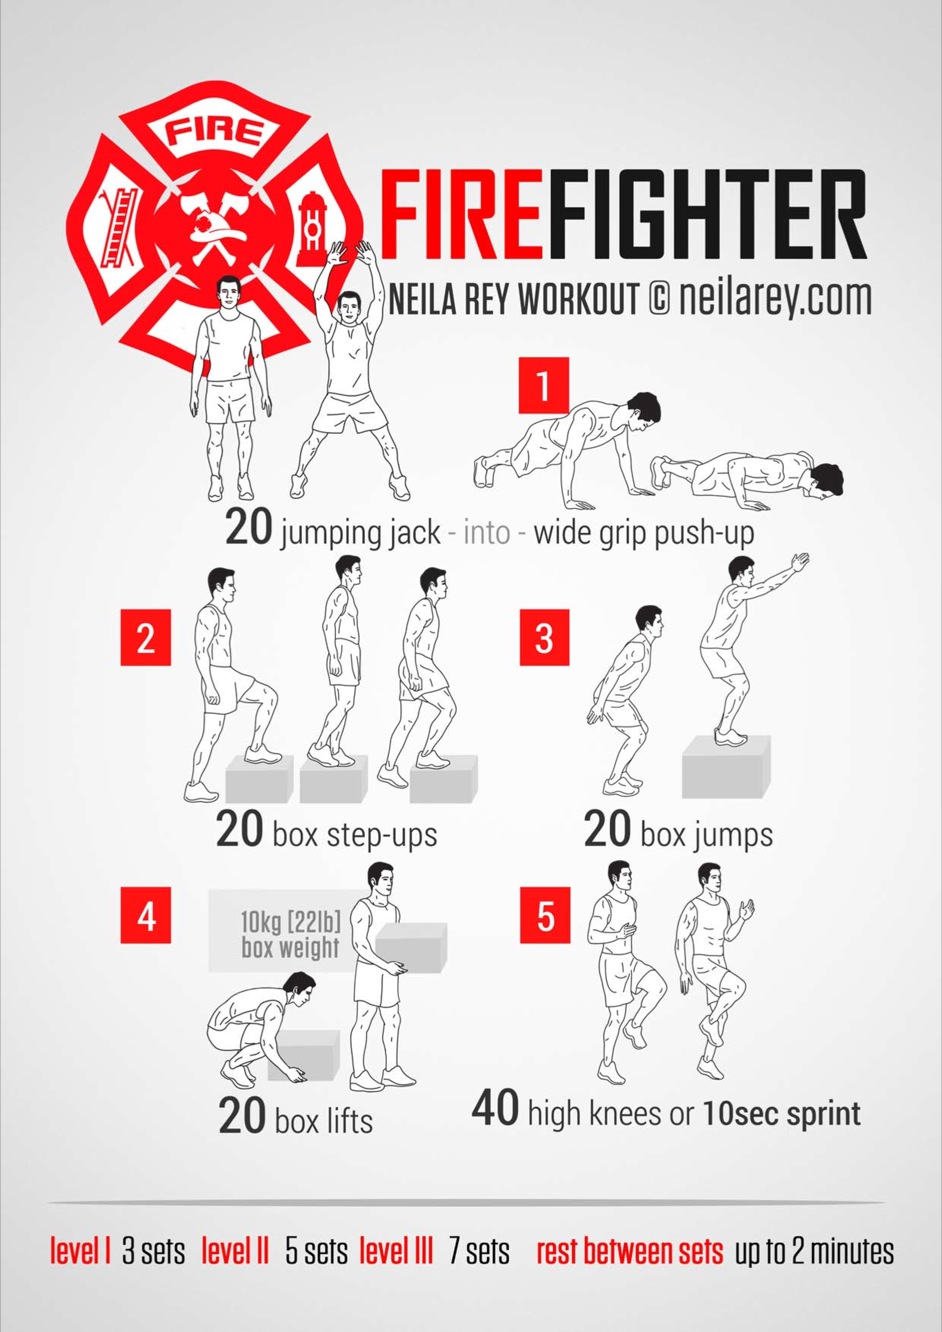 FIRE
FIREFIGHTER
NEILA REY WORKOUT © neilarey.com
1
20 jumping jack - into - wide grip push-up
2
20 box step-ups
3
20 box jumps
4
10kg [22lb]
box weight
20 box lifts
5
40 high knees or 10sec sprint
level I 3 sets level II 5 sets level III 7 sets rest between sets up to 2 minutes